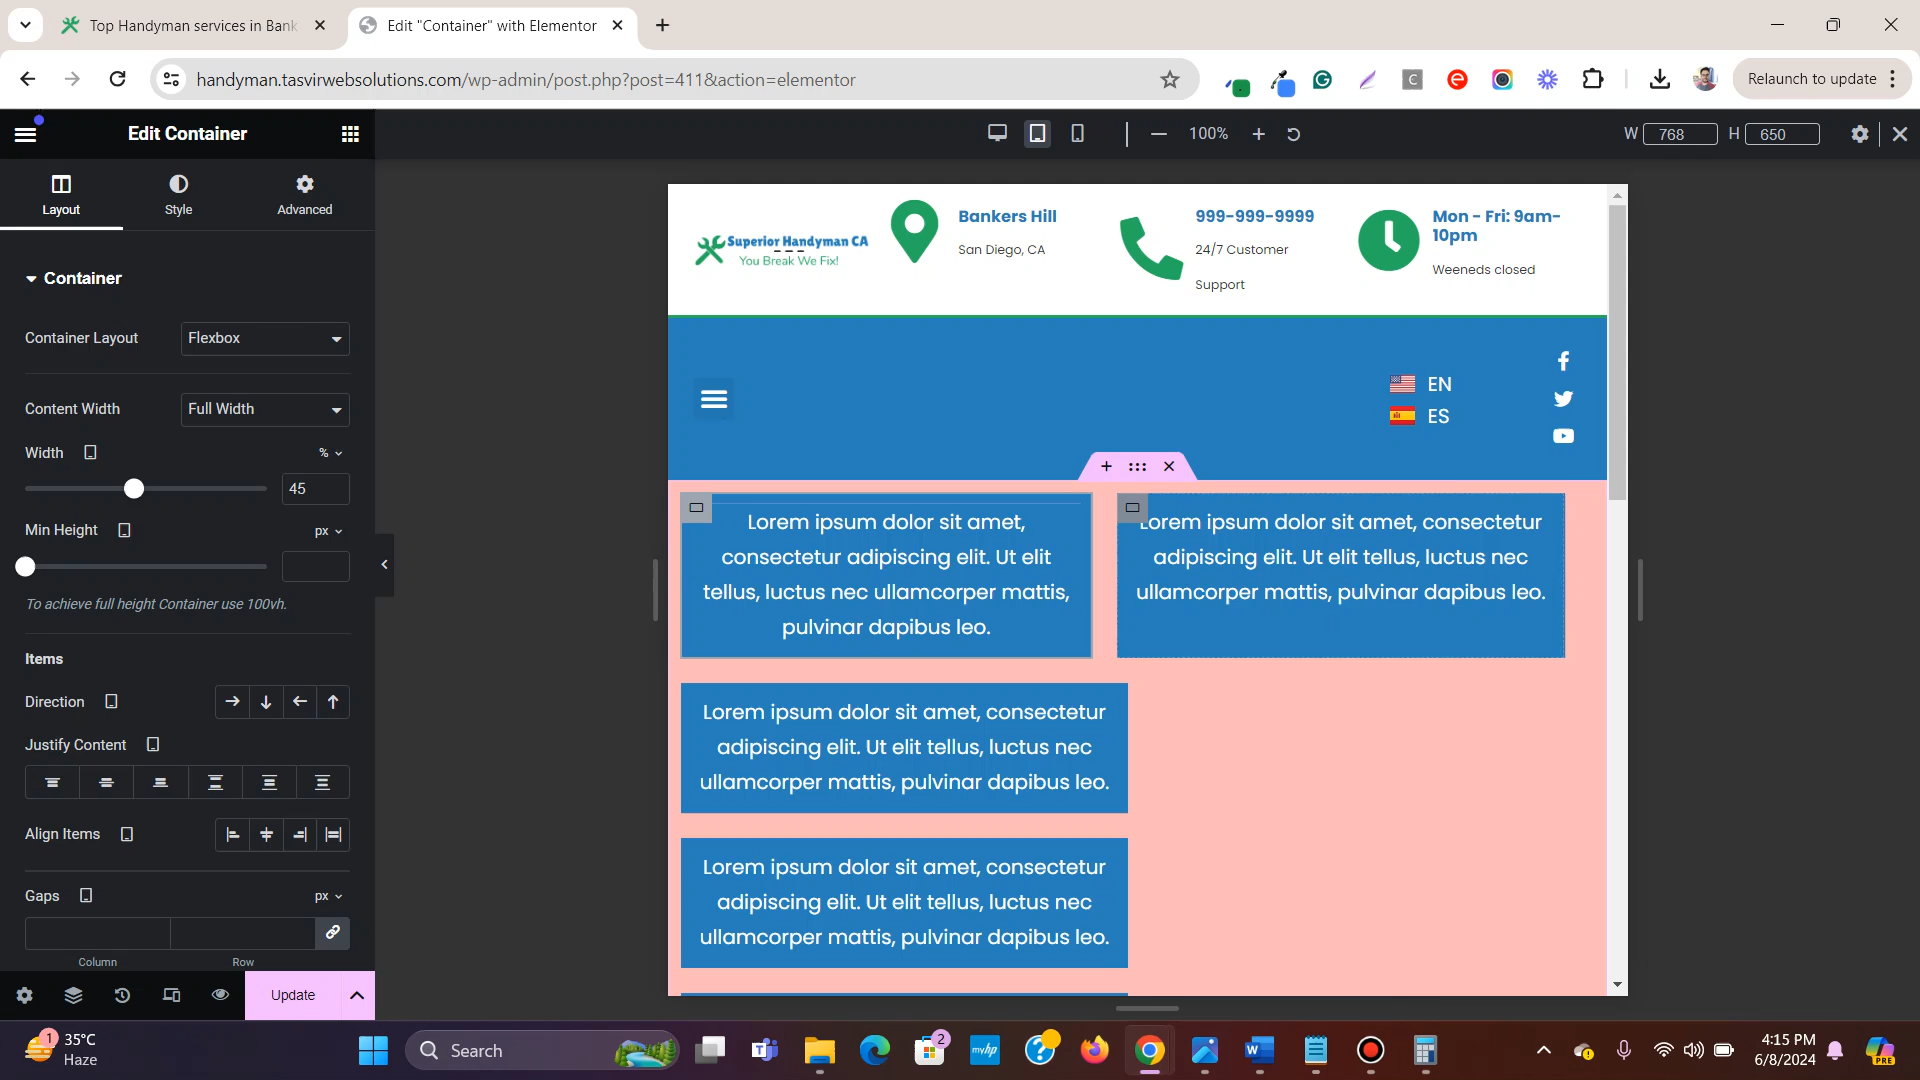 Top Handyman services in Bank
Edit "Container" with Elementor
handyman.tasvirwebsolutions.com/wp-admin/post.php?post=411&action=elementor
Relaunch to update
Edit Container
100%
W 768 H 650
Layout Style Advanced
Container
Container Layout Flexbox
Content Width Full Width
Width %
45
Min Height px
To achieve full height Container use 100vh.
Items
Direction
Justify Content
Align Items
Gaps px
Column Row
Update
Superior Handyman CA
You Break We Fix!
Bankers Hill
San Diego, CA
999-999-9999
24/7 Customer
Support
Mon - Fri: 9am-
10pm
Weeneds closed
EN
ES
Lorem ipsum dolor sit amet,
consectetur adipiscing elit. Ut elit
tellus, luctus nec ullamcorper mattis,
pulvinar dapibus leo.
Lorem ipsum dolor sit amet, consectetur
adipiscing elit. Ut elit tellus, luctus nec
ullamcorper mattis, pulvinar dapibus leo.
Lorem ipsum dolor sit amet, consectetur
adipiscing elit. Ut elit tellus, luctus nec
ullamcorper mattis, pulvinar dapibus leo.
Lorem ipsum dolor sit amet, consectetur
adipiscing elit. Ut elit tellus, luctus nec
ullamcorper mattis, pulvinar dapibus leo.
1
35°C
Haze
Search
2
myhp
4:15 PM
6/8/2024
PRE